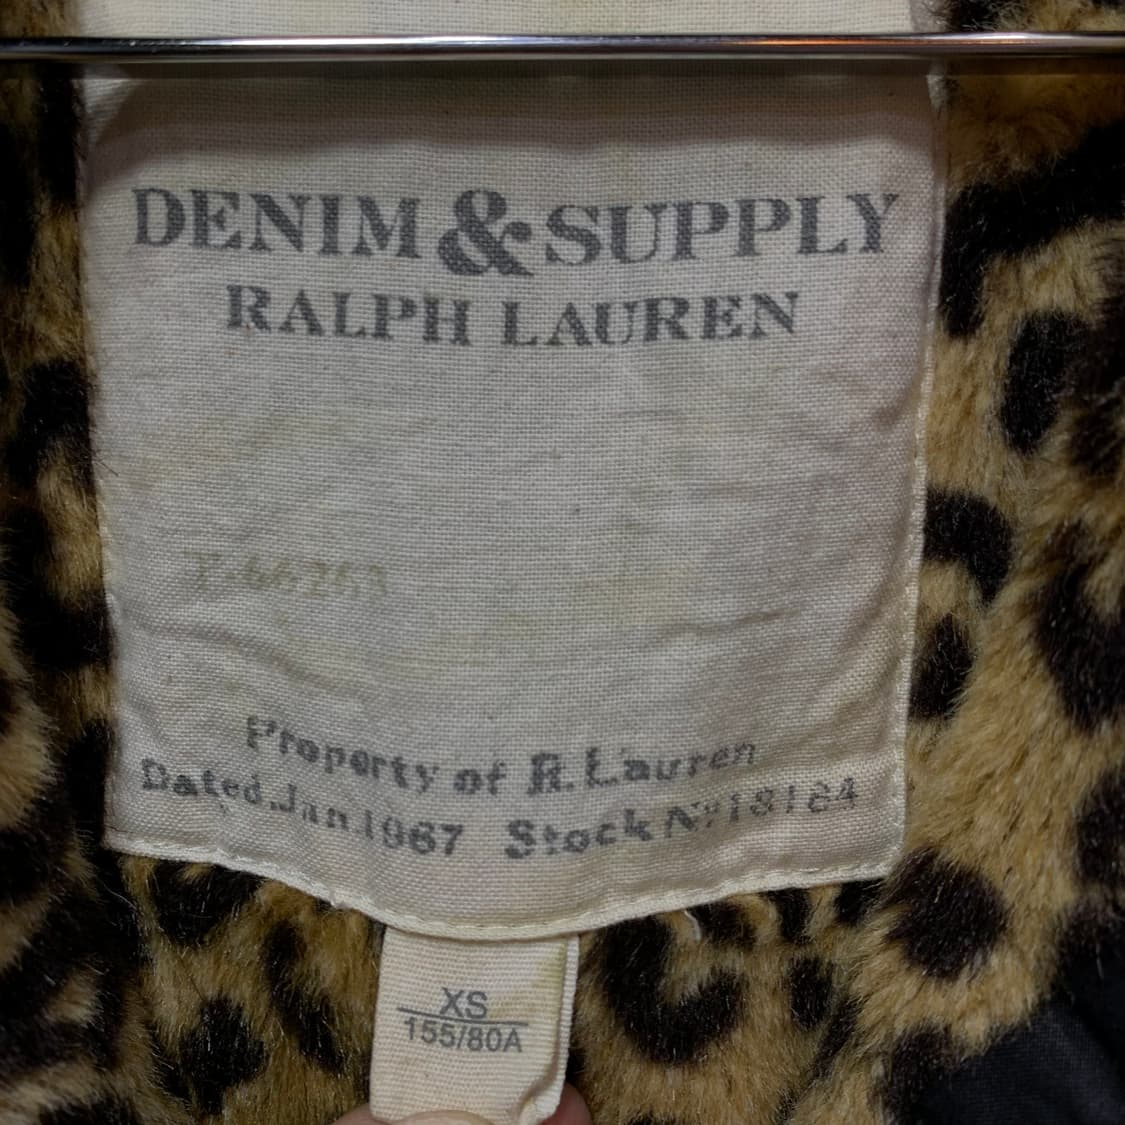 DENIM & SUPPLY
RALPH LAUREN
Property of R. Lauren
Dated Jan 1967 Stock Nº 18184
XS
155/80A